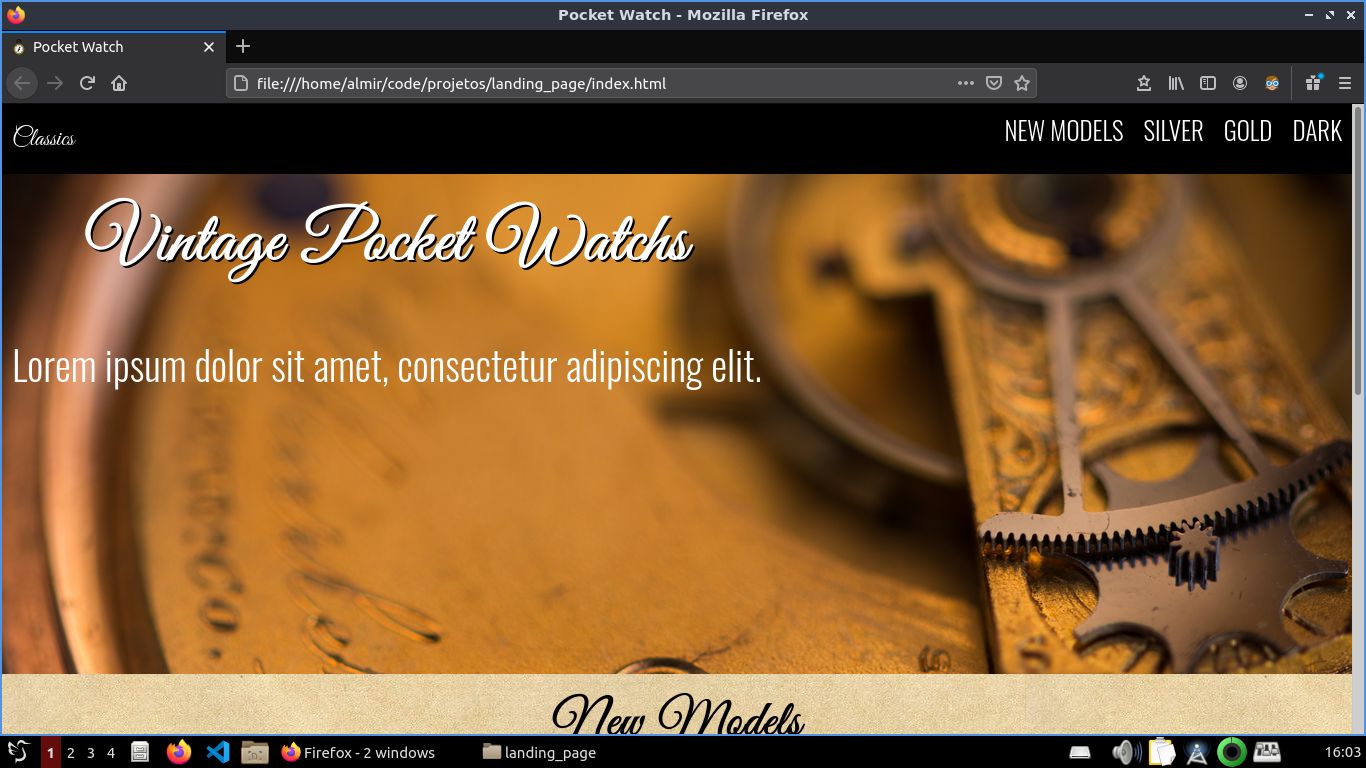 Pocket Watch - Mozilla Firefox
Pocket Watch
file:///home/almir/code/projetos/landing_page/index.html
Classics
NEW MODELS SILVER GOLD DARK
Vintage Pocket Watchs
Lorem ipsum dolor sit amet, consectetur adipiscing elit.
New Models
1 2 3 4 Firefox - 2 windows landing_page 16:03